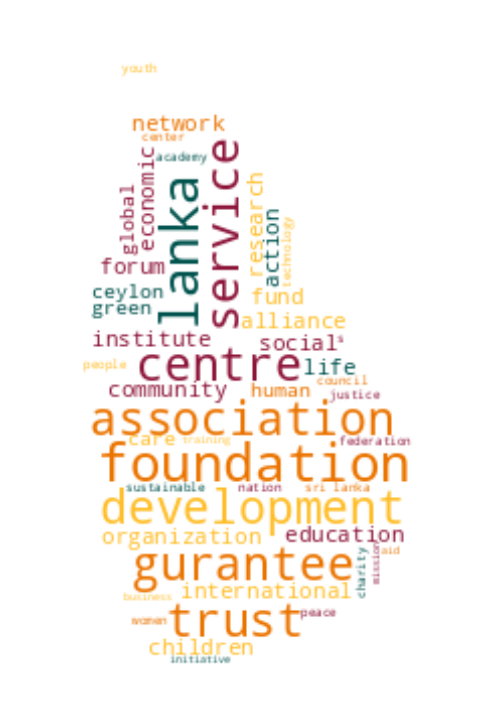 youth
network
center
academy
service
economic
lanka
global
research
action
technology
forum
ceylon
green
fund
alliance
institute
social
s
centre
life
people
council
community
human
justice
association
care
training
federation
foundation
sustainable
nation
sri lanka
development
organization
education
gurantee
charity
mission
aid
international
business
women
trust
peace
children
initiative